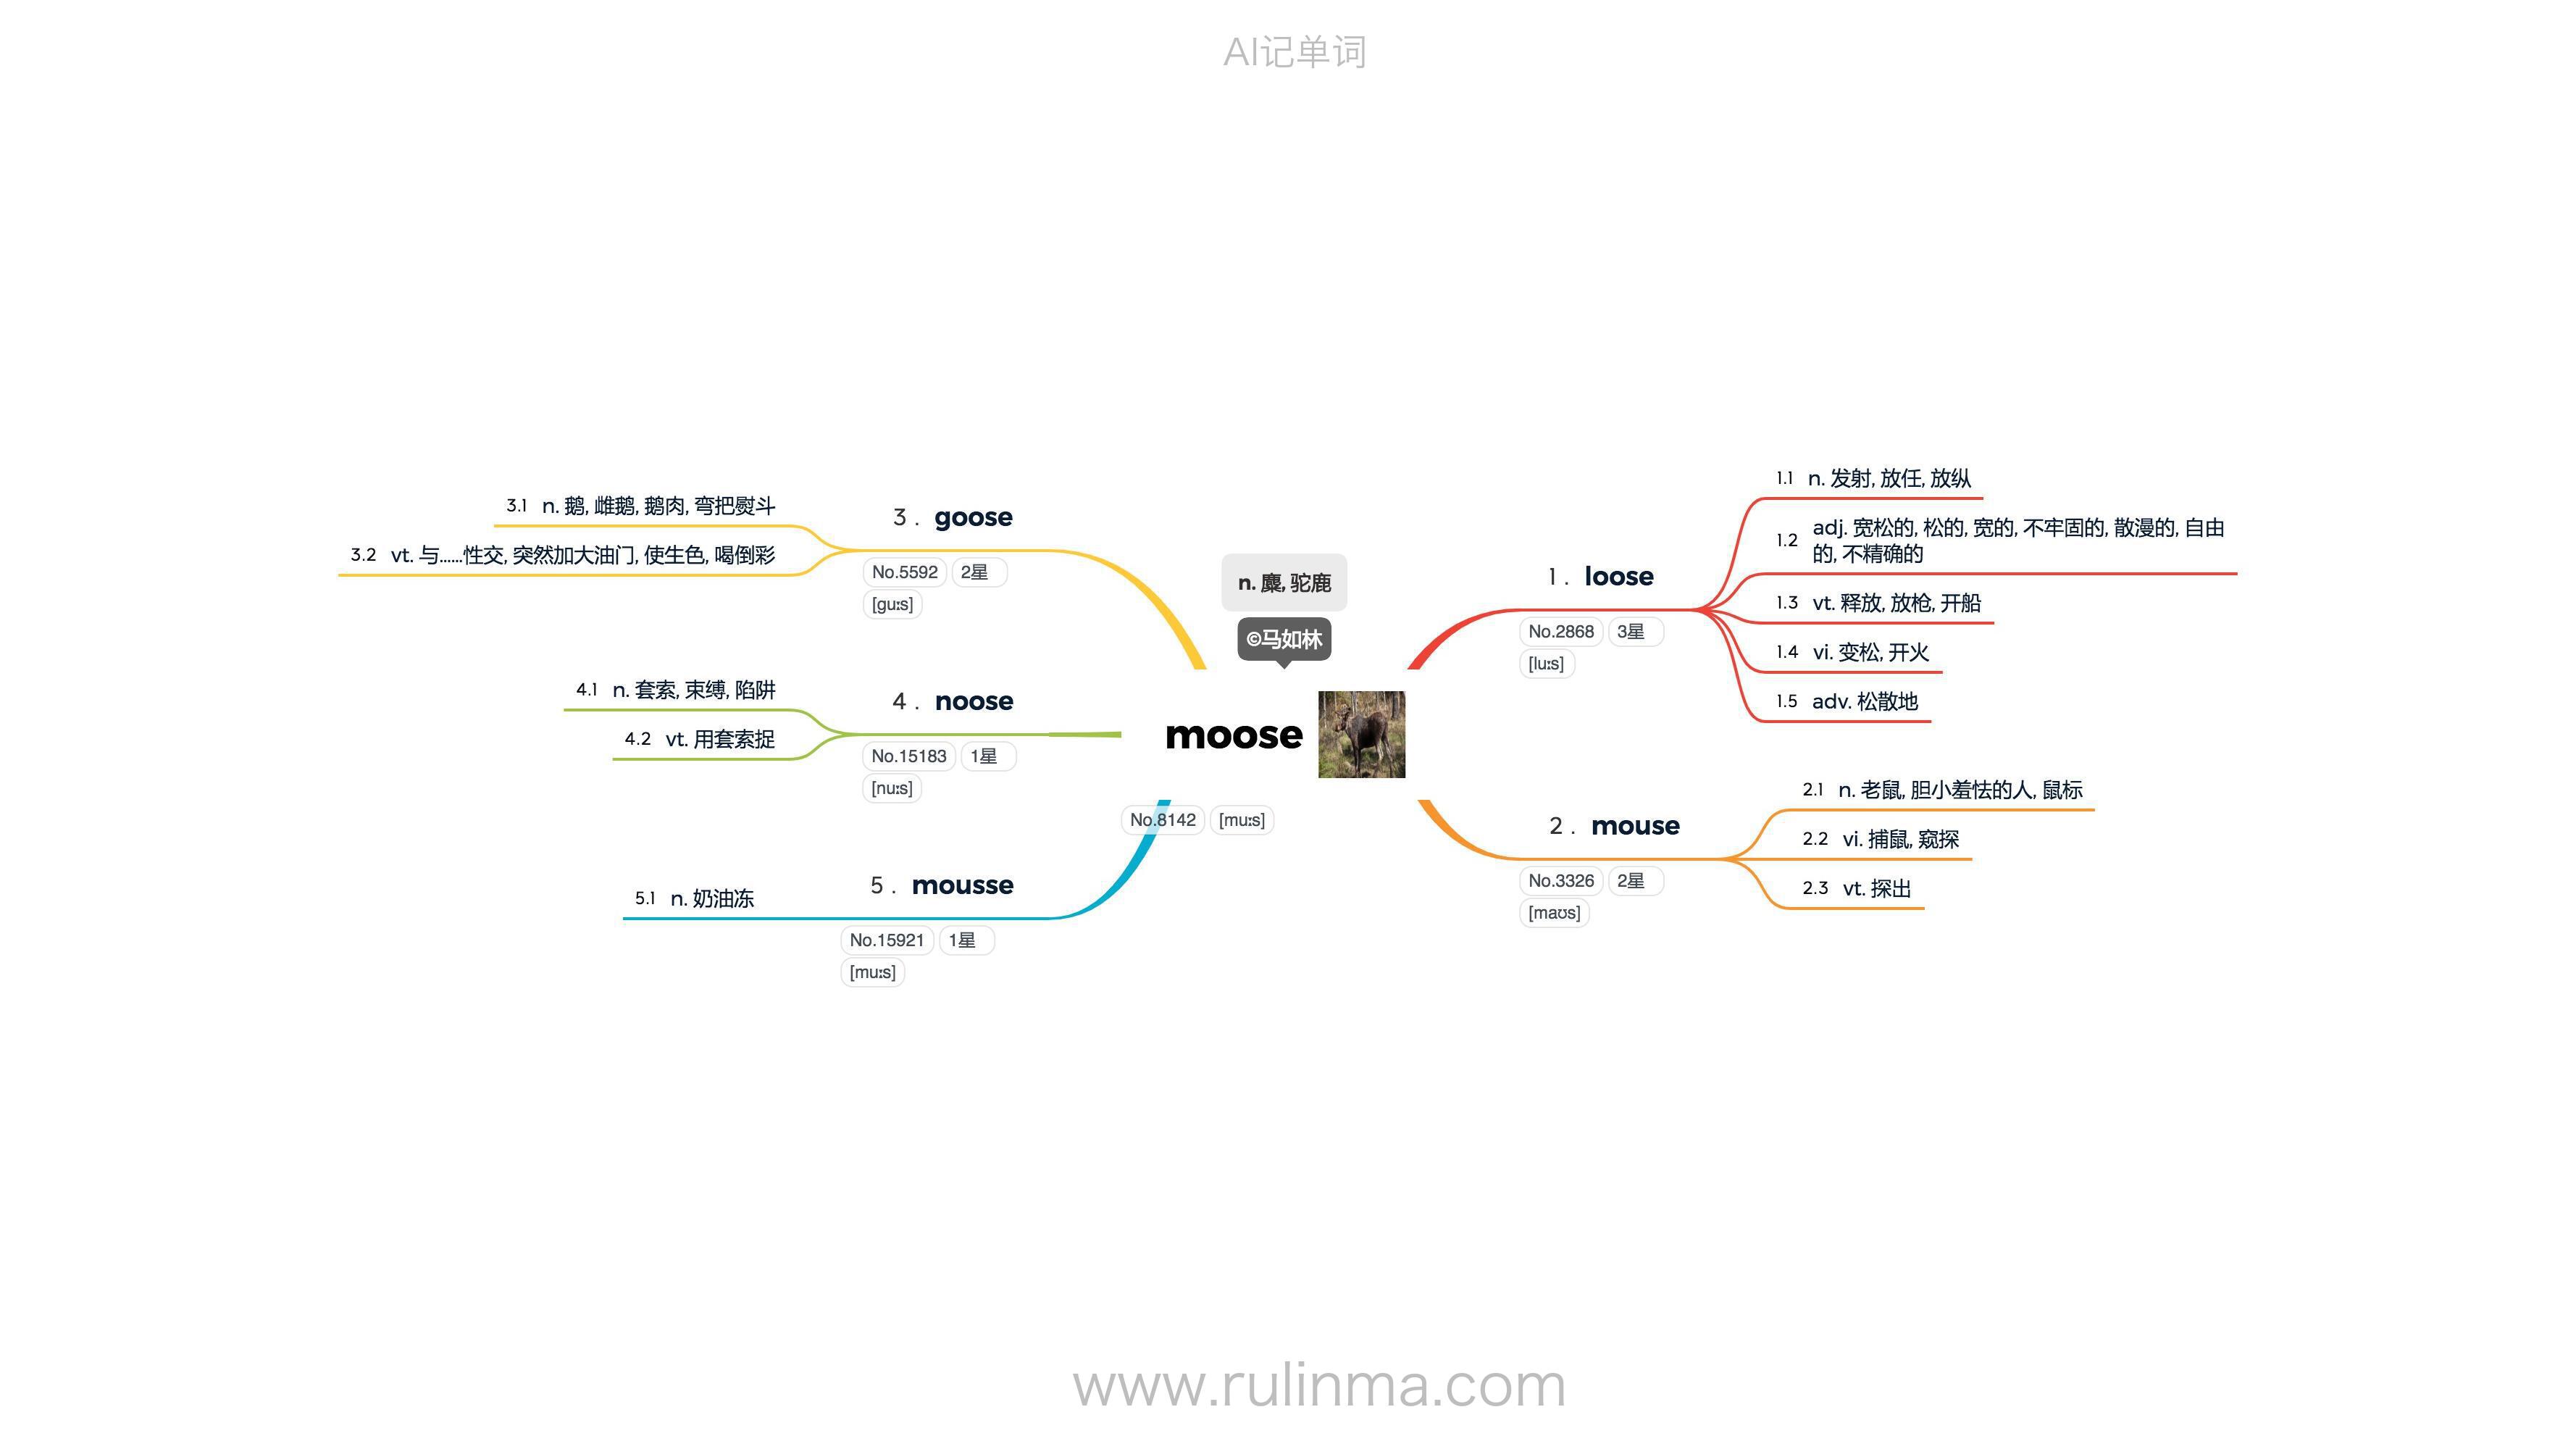 AI记单词
n. 麋, 驼鹿
©马如林
moose
No.8142 [muːs]
1. loose
No.2868 3星
[luːs]
1.1 n. 发射, 放任, 放纵
1.2 adj. 宽松的, 松的, 宽的, 不牢固的, 散漫的, 自由
的, 不精确的
1.3 vt. 释放, 放枪, 开船
1.4 vi. 变松, 开火
1.5 adv. 松散地
2. mouse
No.3326 2星
[maʊs]
2.1 n. 老鼠, 胆小羞怯的人, 鼠标
2.2 vi. 捕鼠, 窥探
2.3 vt. 探出
3. goose
No.5592 2星
[guːs]
3.1 n. 鹅, 雌鹅, 鹅肉, 弯把熨斗
3.2 vt. 与……性交, 突然加大油门, 使生色, 喝倒彩
4. noose
No.15183 1星
[nuːs]
4.1 n. 套索, 束缚, 陷阱
4.2 vt. 用套索捉
5. mousse
No.15921 1星
[muːs]
5.1 n. 奶油冻
www.rulinma.com